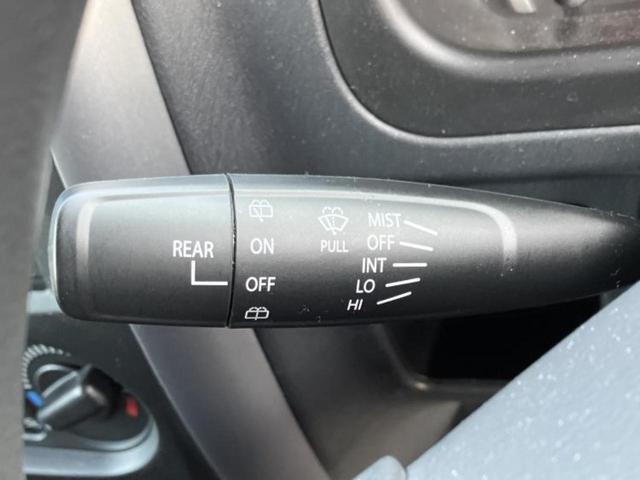 REAR
ON
OFF
PULL
MIST
OFF
INT
LO
HI